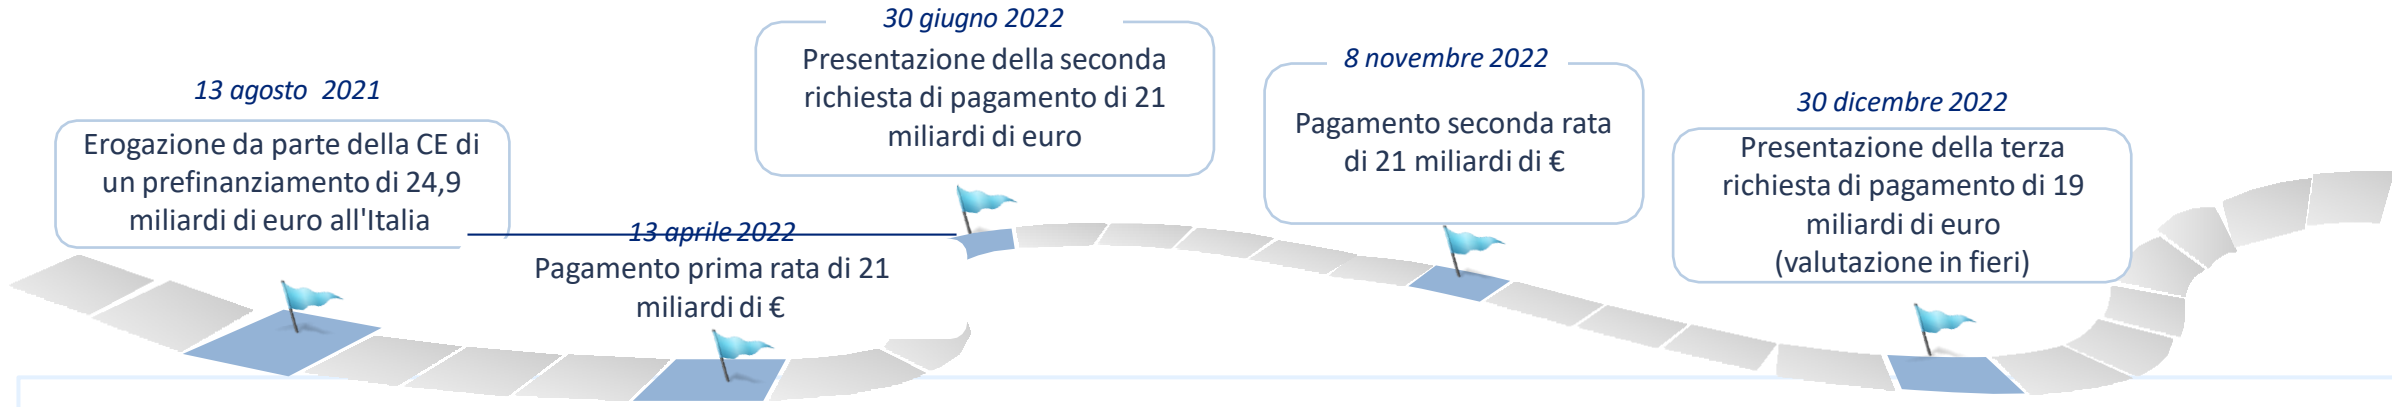 13 agosto 2021
Erogazione da parte della CE di
un prefinanziamento di 24,9
miliardi di euro all'Italia
13 aprile 2022
Pagamento prima rata di 21
miliardi di €
30 giugno 2022
Presentazione della seconda
richiesta di pagamento di 21
miliardi di euro
8 novembre 2022
Pagamento seconda rata
di 21 miliardi di €
30 dicembre 2022
Presentazione della terza
richiesta di pagamento di 19
miliardi di euro
(valutazione in fieri)